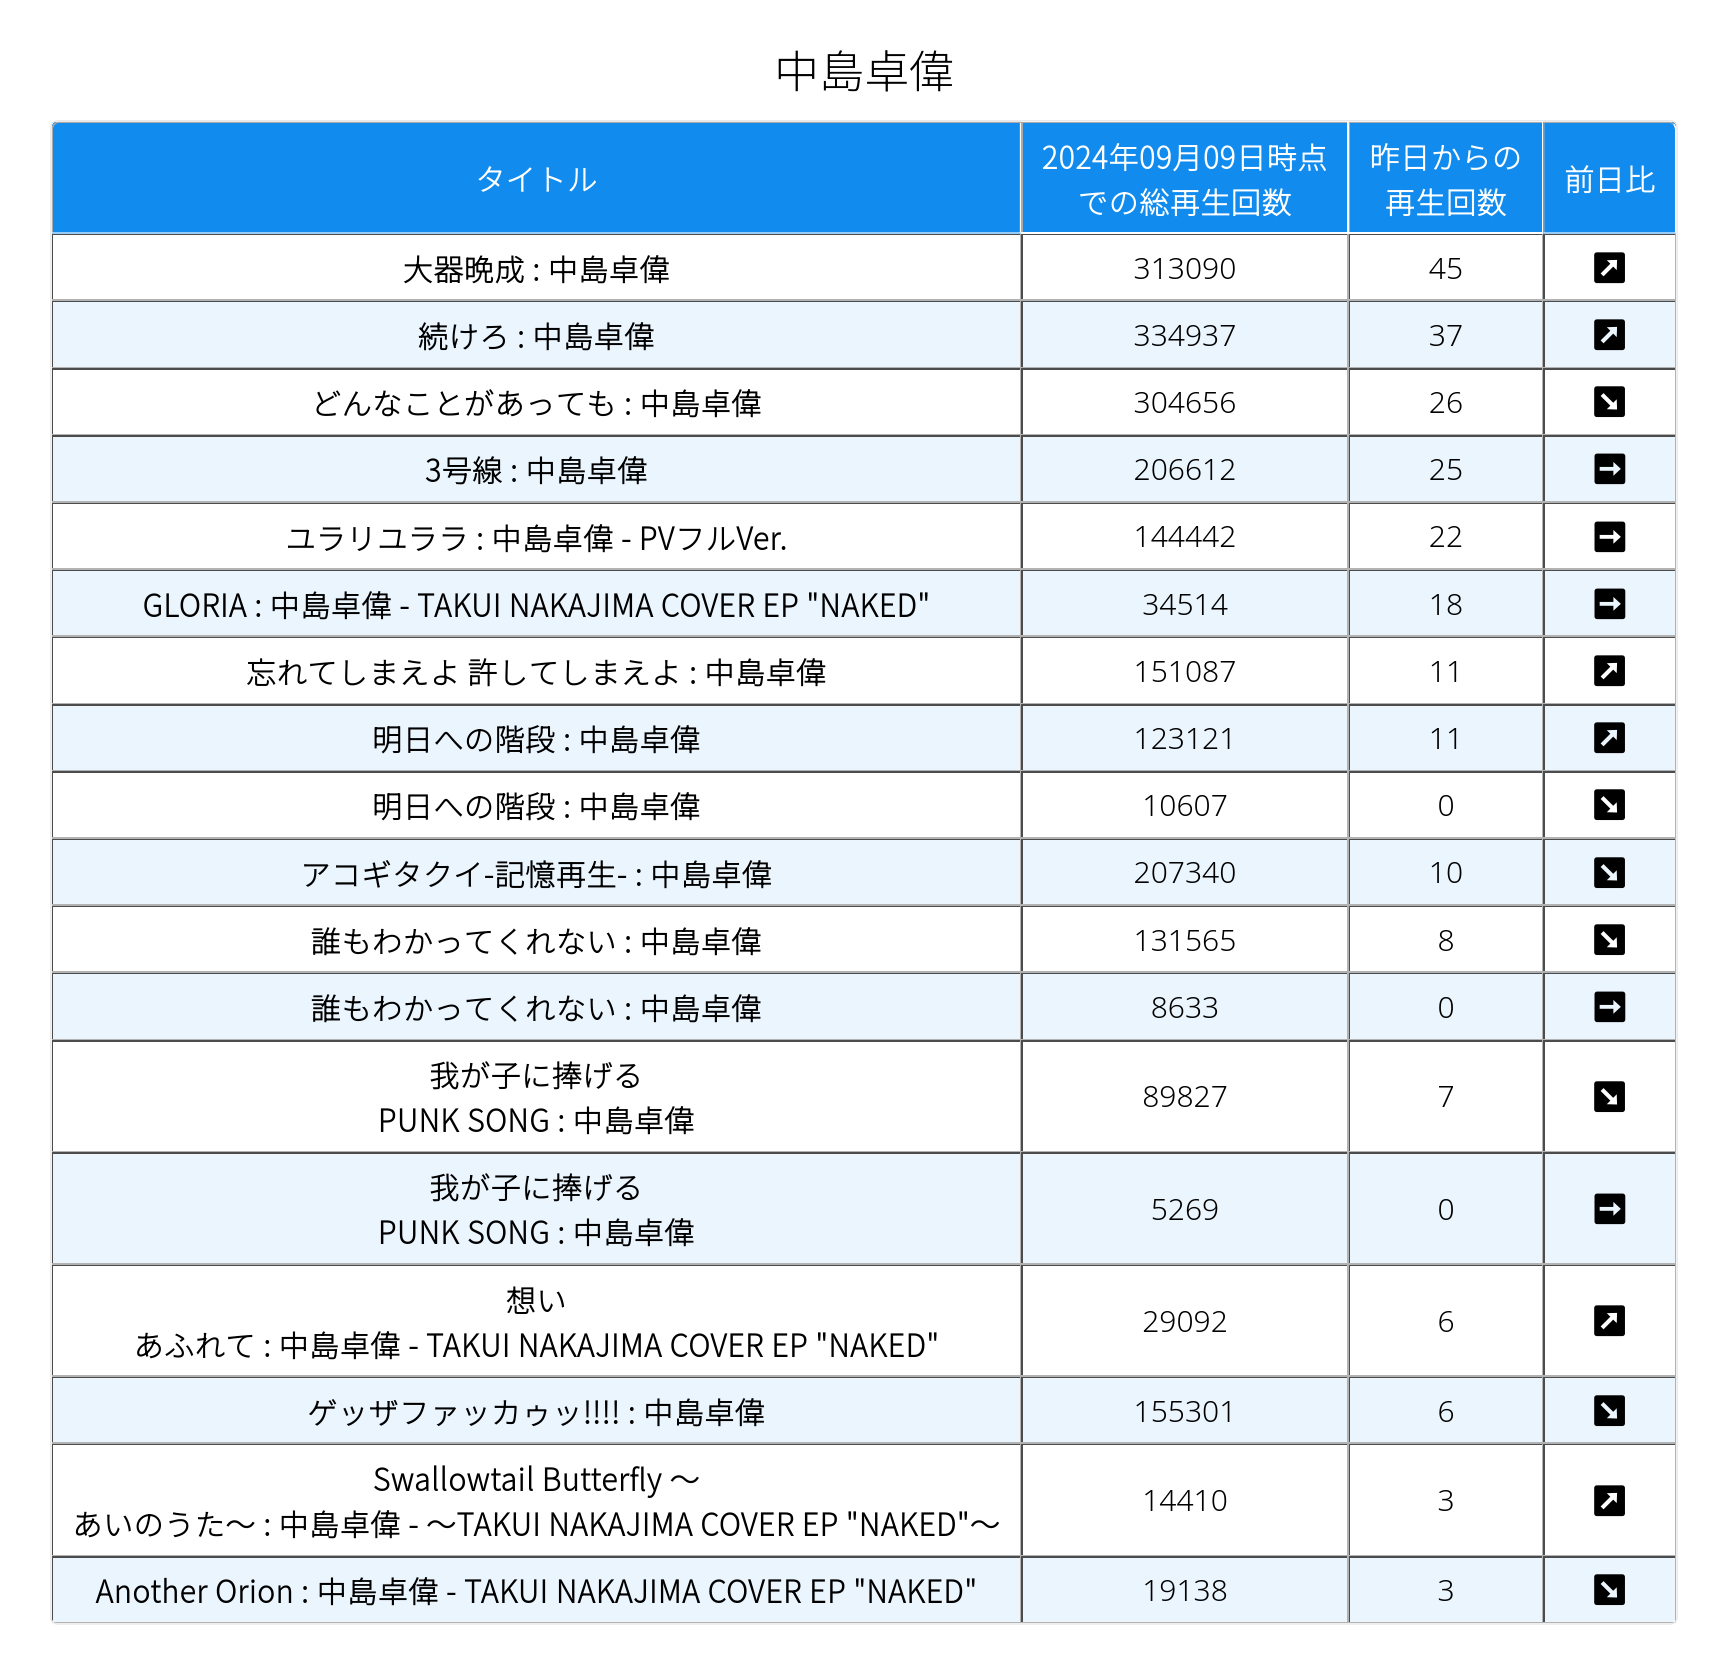 中島卓偉
タイトル
2024年09月09日時点
での総再生回数
昨日からの
再生回数
前日比
大器晩成 : 中島卓偉 313090 45 ↗
続けろ : 中島卓偉 334937 37 ↗
どんなことがあっても : 中島卓偉 304656 26 ↘
3号線 : 中島卓偉 206612 25 →
ユラリユララ : 中島卓偉 - PVフルVer. 144442 22 →
GLORIA : 中島卓偉 - TAKUI NAKAJIMA COVER EP "NAKED" 34514 18 →
忘れてしまえよ 許してしまえよ : 中島卓偉 151087 11 ↗
明日への階段 : 中島卓偉 123121 11 ↗
明日への階段 : 中島卓偉 10607 0 ↘
アコギタクイ-記憶再生- : 中島卓偉 207340 10 ↘
誰もわかってくれない : 中島卓偉 131565 8 ↘
誰もわかってくれない : 中島卓偉 8633 0 →
我が子に捧げる
PUNK SONG : 中島卓偉 89827 7 ↘
我が子に捧げる
PUNK SONG : 中島卓偉 5269 0 →
想い
あふれて : 中島卓偉 - TAKUI NAKAJIMA COVER EP "NAKED" 29092 6 ↗
ゲッザファッカゥッ!!!! : 中島卓偉 155301 6 ↘
Swallowtail Butterfly ～
あいのうた～ : 中島卓偉 - ～TAKUI NAKAJIMA COVER EP "NAKED"～ 14410 3 ↗
Another Orion : 中島卓偉 - TAKUI NAKAJIMA COVER EP "NAKED" 19138 3 ↘